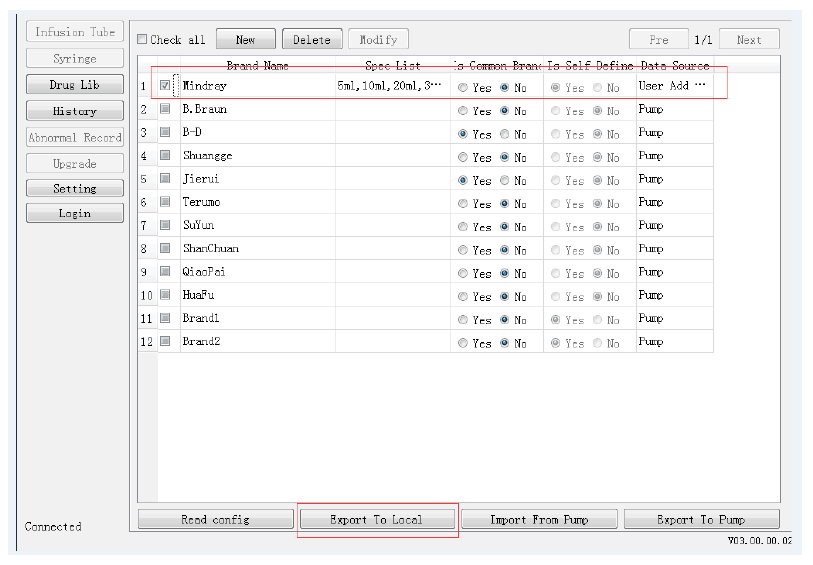 Infusion Tube
Syringe
Drug Lib
History
Abnormal Record
Upgrade
Setting
Login
Connected
Check all New Delete Modify Pre 1/1 Next
Brand Name Spec List Is Common Bran Is Self Define Data Source
1 Mindray 5ml,10ml,20ml,3... Yes No Yes No User Add ...
2 B.Braun Yes No Yes No Pump
3 B-D Yes No Yes No Pump
4 Shuangge Yes No Yes No Pump
5 Jierui Yes No Yes No Pump
6 Terumo Yes No Yes No Pump
7 SuYun Yes No Yes No Pump
8 ShanChuan Yes No Yes No Pump
9 QiaoPai Yes No Yes No Pump
10 HuaFu Yes No Yes No Pump
11 Brand1 Yes No Yes No Pump
12 Brand2 Yes No Yes No Pump
Read config Export To Local Import From Pump Export To Pump
V03.00.00.02